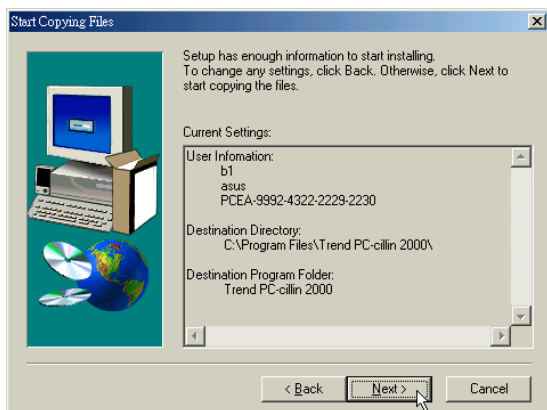 Start Copying Files
Setup has enough information to start installing.
To change any settings, click Back. Otherwise, click Next to
start copying the files.
Current Settings:
User Infomation:
b1
asus
PCEA-9992-4322-2229-2230
Destination Directory:
C:\Program Files\Trend PC-cillin 2000\
Destination Program Folder:
Trend PC-cillin 2000
< Back
Next >
Cancel